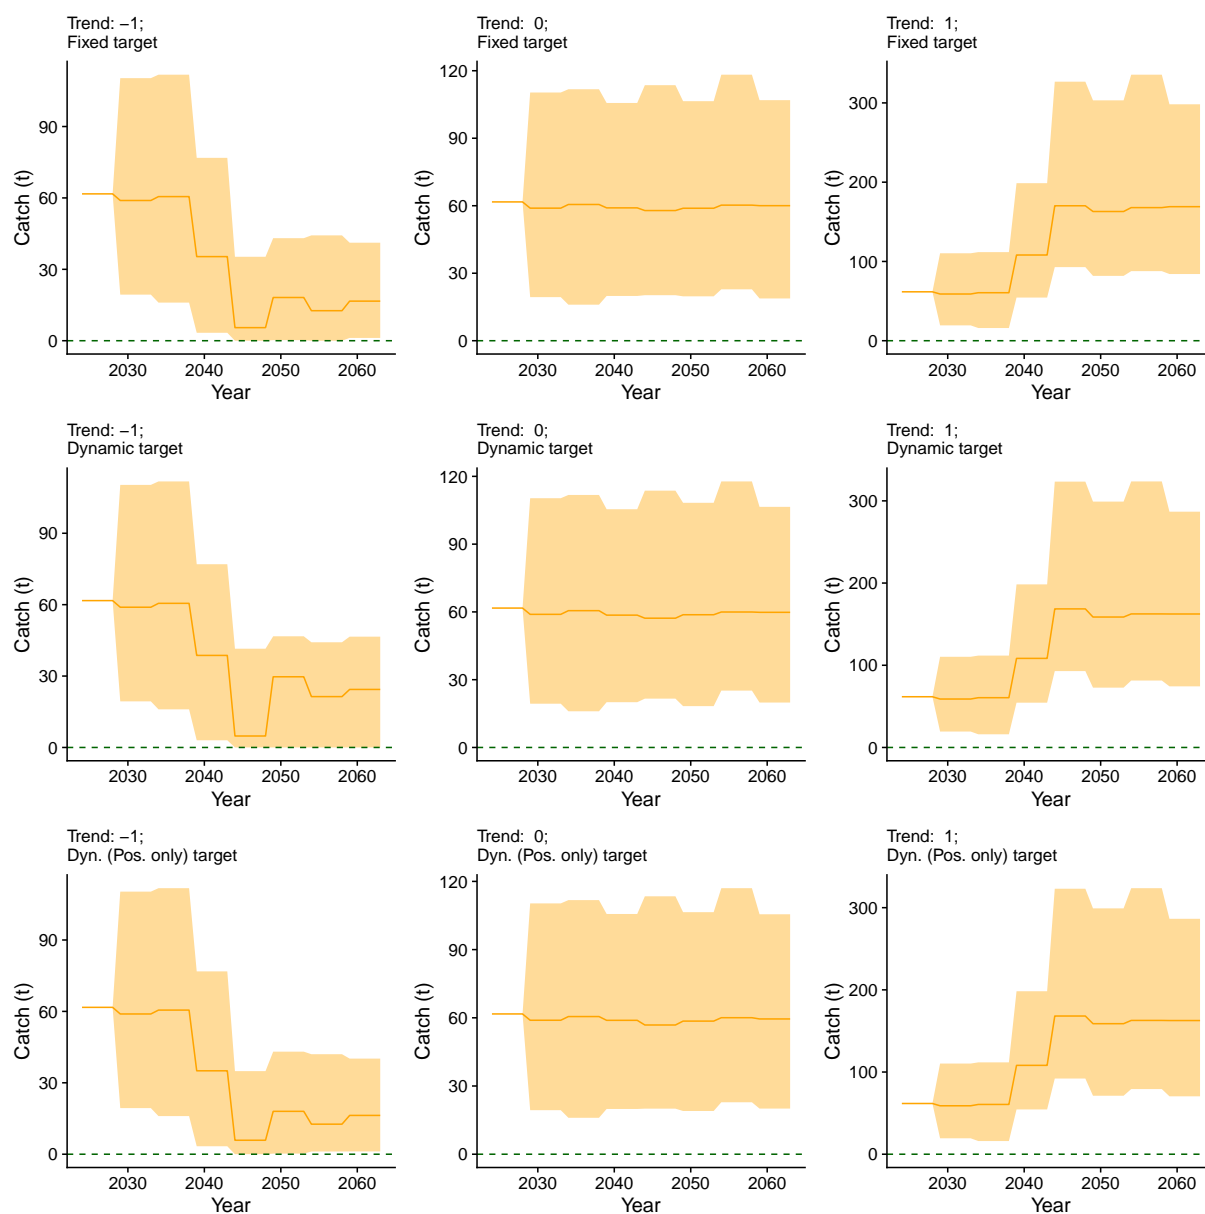 Trend: −1;
Fixed target
Catch (t)
90
60
30
0
2030 2040 2050 2060
Year
Trend:  0;
Fixed target
Catch (t)
120
90
60
30
0
2030 2040 2050 2060
Year
Trend:  1;
Fixed target
Catch (t)
300
200
100
0
2030 2040 2050 2060
Year
Trend: −1;
Dynamic target
Catch (t)
90
60
30
0
2030 2040 2050 2060
Year
Trend:  0;
Dynamic target
Catch (t)
120
90
60
30
0
2030 2040 2050 2060
Year
Trend:  1;
Dynamic target
Catch (t)
300
200
100
0
2030 2040 2050 2060
Year
Trend: −1;
Dyn. (Pos. only) target
Catch (t)
90
60
30
0
2030 2040 2050 2060
Year
Trend:  0;
Dyn. (Pos. only) target
Catch (t)
120
90
60
30
0
2030 2040 2050 2060
Year
Trend:  1;
Dyn. (Pos. only) target
Catch (t)
300
200
100
0
2030 2040 2050 2060
Year